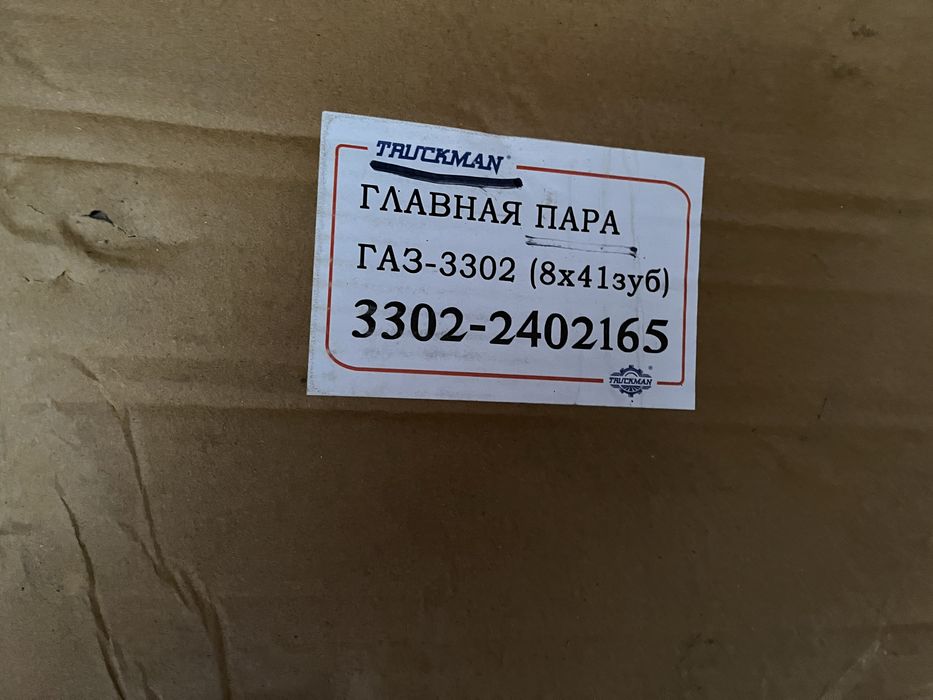 TRUCKMAN®
ГЛАВНАЯ ПАРА
ГАЗ-3302 (8х41зуб)
3302-2402165
TRUCKMAN®